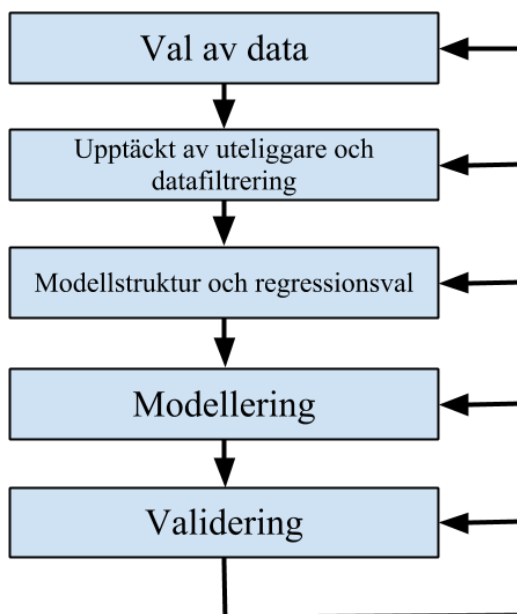 Val av data
Upptäckt av uteliggare och
datafiltrering
Modellstruktur och regressionsval
Modellering
Validering